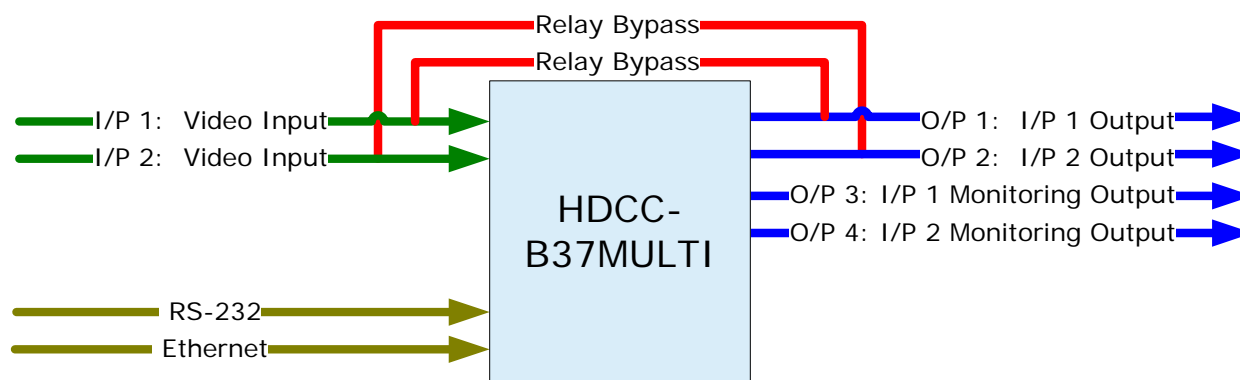 Relay Bypass
Relay Bypass
I/P 1: Video Input
I/P 2: Video Input
HDCC-
B37MULTI
O/P 1: I/P 1 Output
O/P 2: I/P 2 Output
O/P 3: I/P 1 Monitoring Output
O/P 4: I/P 2 Monitoring Output
RS-232
Ethernet